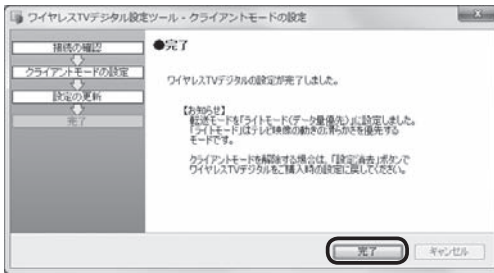 ワイヤレスTVデジタル設定ツール - クライアントモードの設定
接続の確認
クライアントモードの設定
設定の更新
完了
●完了
ワイヤレスTVデジタルの設定が完了しました。
【お知らせ】
転送モードを「ライトモード(データ量優先)」に設定しました。
「ライトモード」はテレビ映像の動きの滑らかさを優先する
モードです。
クライアントモードを解除する場合は、「設定消去」ボタンで
ワイヤレスTVデジタルをご購入時の設定に戻してください。
完了
キャンセル